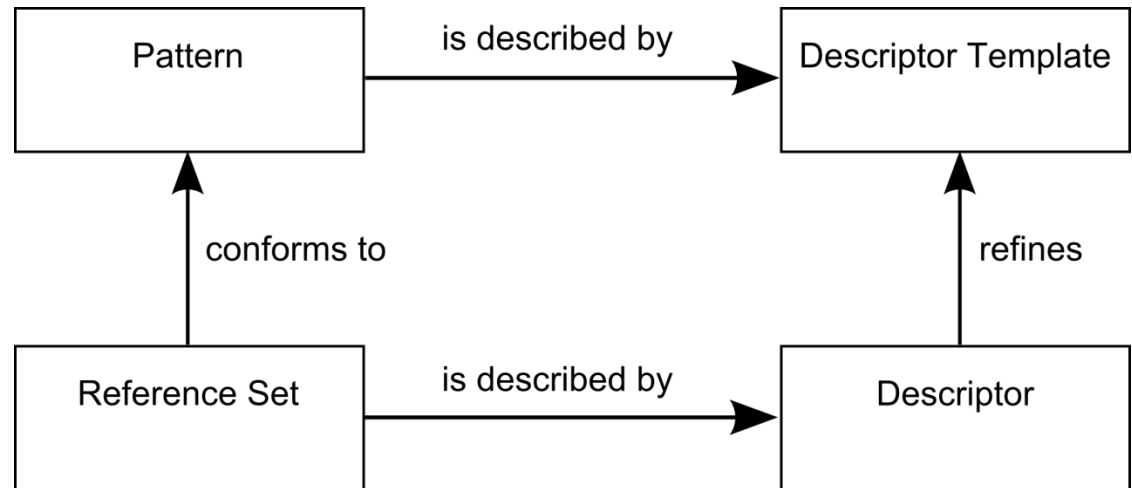 Pattern
is described by
Descriptor Template
conforms to
refines
Reference Set
is described by
Descriptor